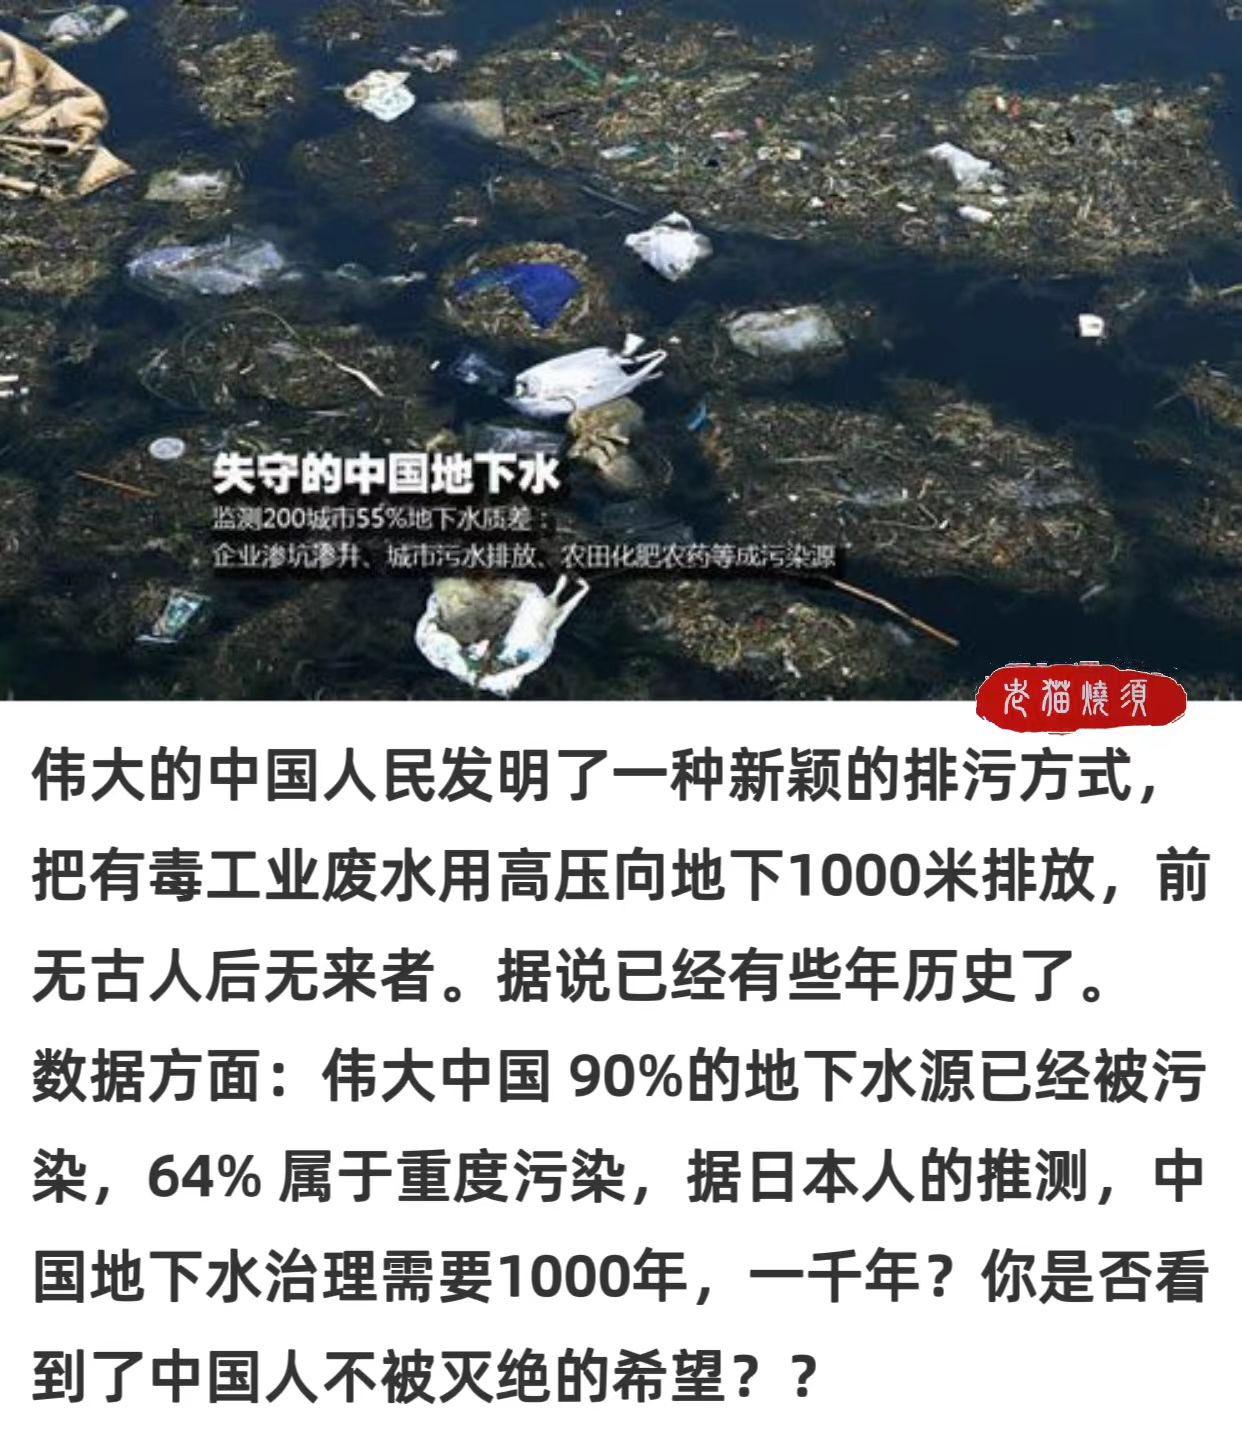 失守的中国地下水
监测200城市55%地下水质差：
企业渗坑渗井、城市污水排放、农田化肥农药等成污染源
老猫燒須
伟大的中国人民发明了一种新颖的排污方式，
把有毒工业废水用高压向地下1000米排放，前
无古人后无来者。据说已经有些年历史了。
数据方面：伟大中国 90%的地下水源已经被污
染，64% 属于重度污染，据日本人的推测，中
国地下水治理需要1000年，一千年？你是否看
到了中国人不被灭绝的希望？？